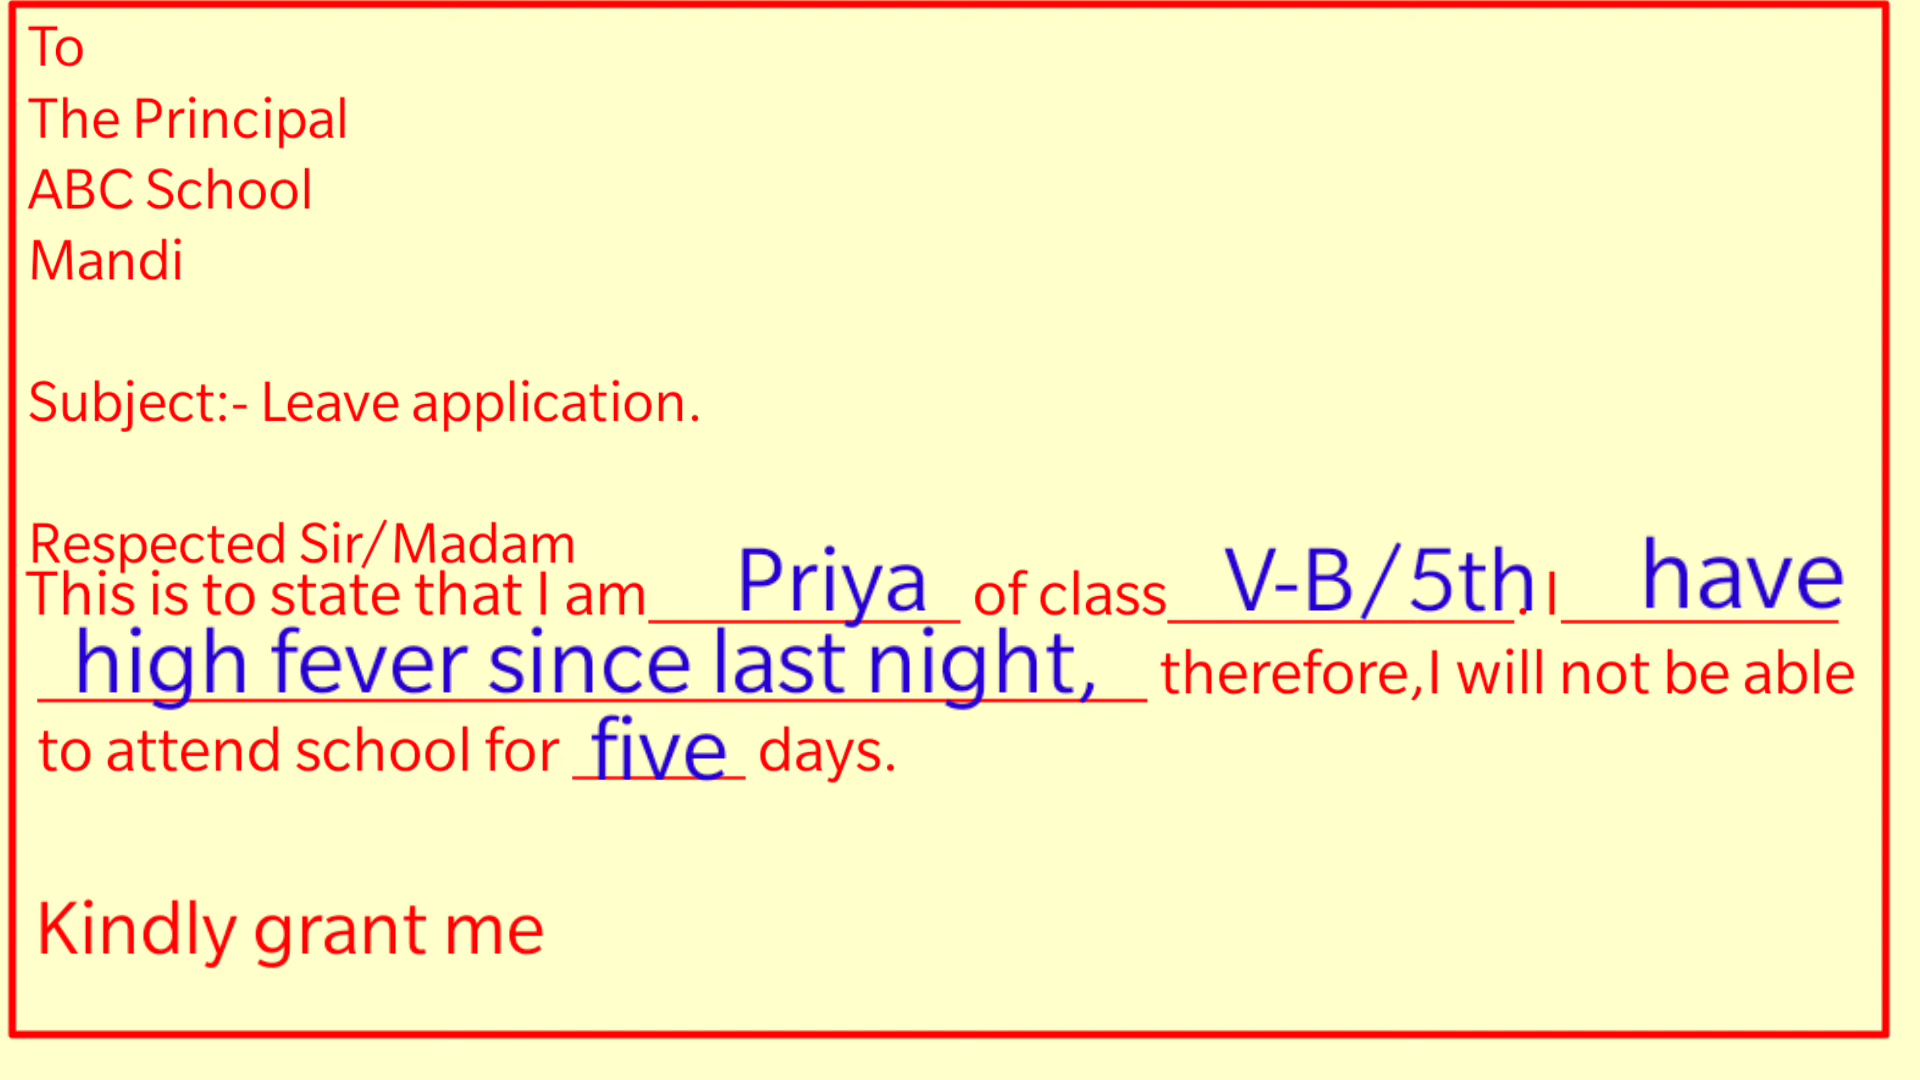 To
The Principal
ABC School
Mandi
Subject:- Leave application.
Respected Sir/Madam
This is to state that I am Priya of class V-B/5th. I have
high fever since last night, therefore,I will not be able
to attend school for five days.
Kindly grant me